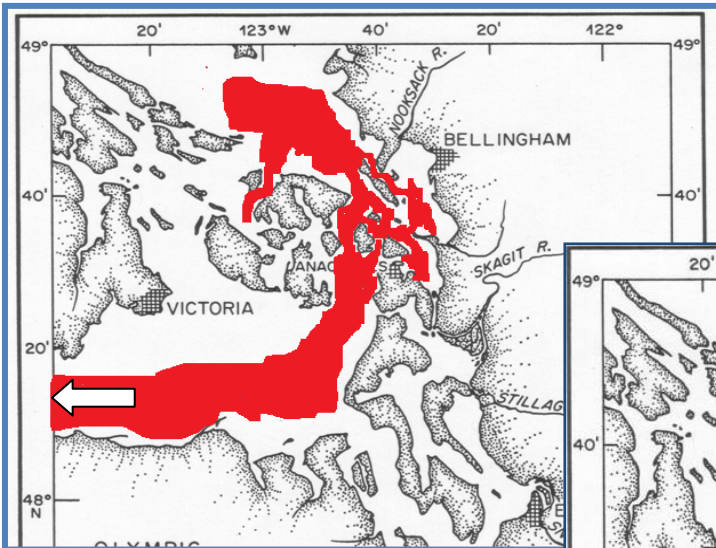 20' 123°W 40' 20' 122°
49° 49°
NOOKSACK R.
BELLINGHAM
40' 40'
SKAGIT R.
20'
49°
VICTORIA
20'
STILLAG
40'
48°
N
OLYMPIC